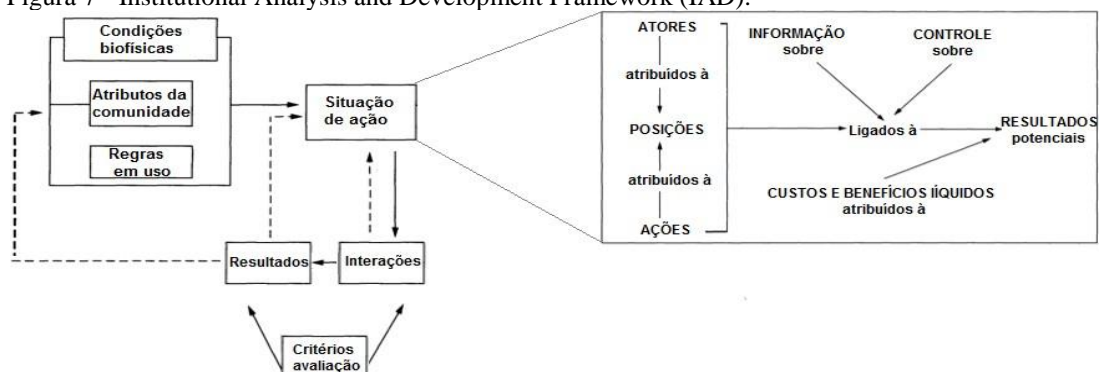 Figura 7 - Institutional Analysis and Development Framework (IAD).
Condições
biofísicas
Atributos da
comunidade
Regras
em uso
Situação
de ação
Resultados
Interações
Critérios
avaliação
ATORES
atribuídos à
POSIÇÕES
atribuídos à
AÇÕES
INFORMAÇÃO
sobre
CONTROLE
sobre
Ligados à
RESULTADOS
potenciais
CUSTOS E BENEFÍCIOS lÍQUIDOS
atribuídos à